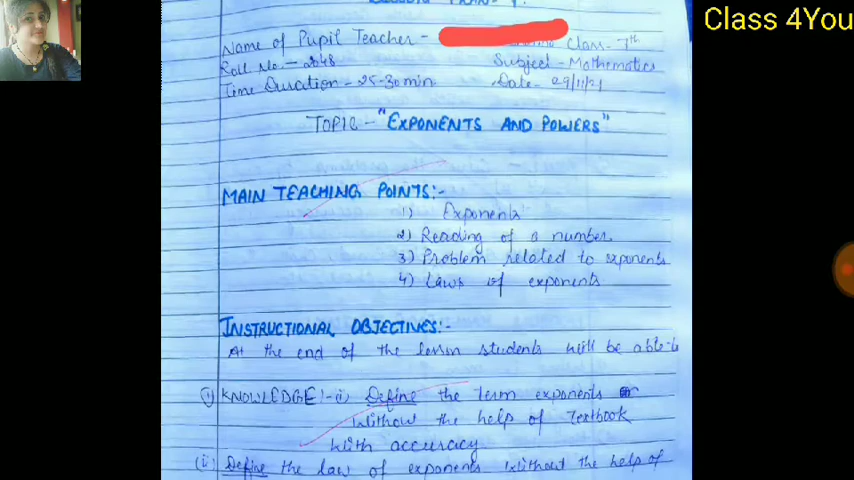 Class 4You
Name of Pupil Teacher - Class - 7th
Roll No. - 2048 Subject - Mathematics
Time Duration - 25-30 min Date - 29/11/21
TOPIC - "EXPONENTS AND POWERS"
MAIN TEACHING POINTS:-
1) Exponents
2) Reading of a number.
3) Problem related to exponents
4) Laws of exponents
INSTRUCTIONAL OBJECTIVES:-
At the end of the lesson students will be able to
(i) KNOWLEDGE:- (i) Define the term exponents
without the help of Textbook
with accuracy
(ii) Define the law of exponents without the help of